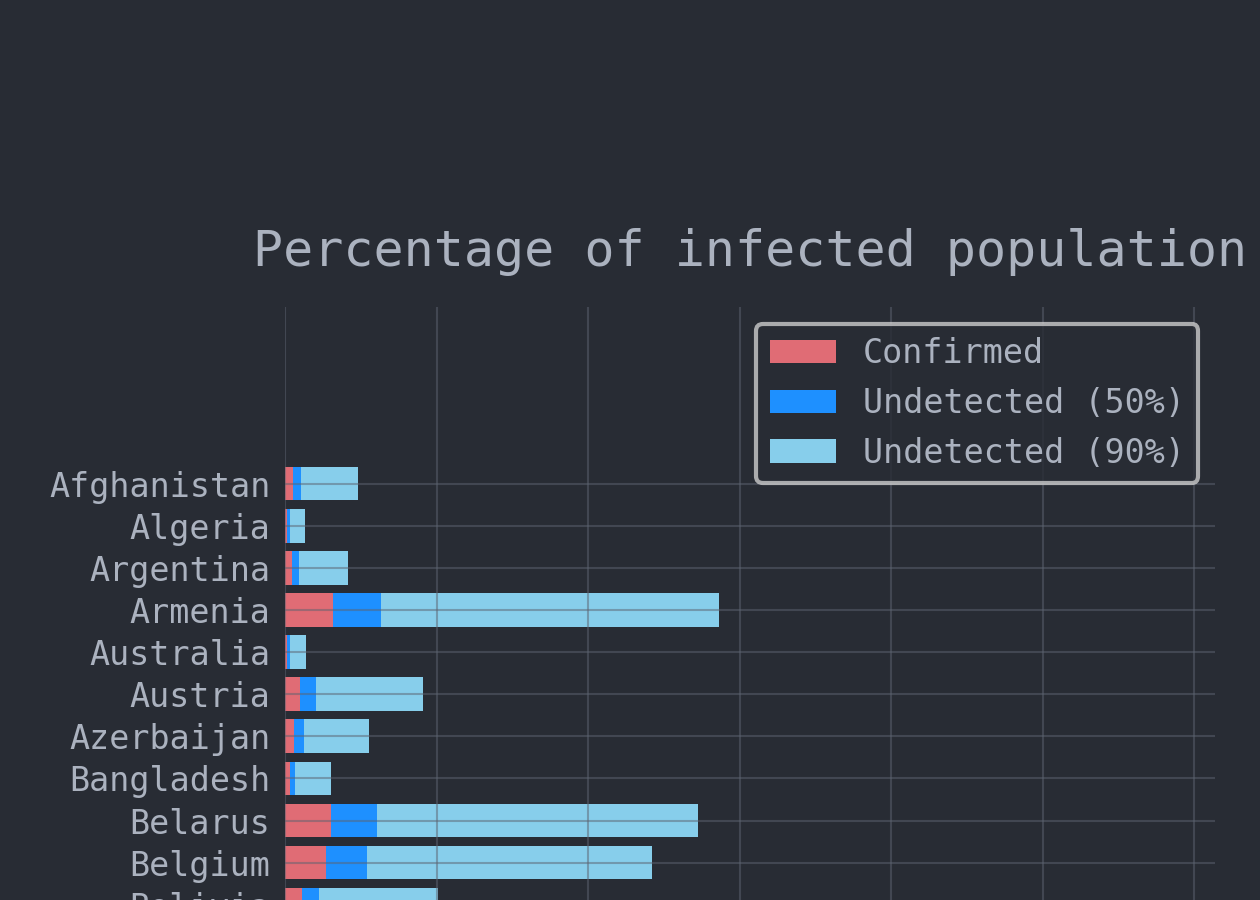 Percentage of infected population
Confirmed
Undetected (50%)
Undetected (90%)
Afghanistan
Algeria
Argentina
Armenia
Australia
Austria
Azerbaijan
Bangladesh
Belarus
Belgium